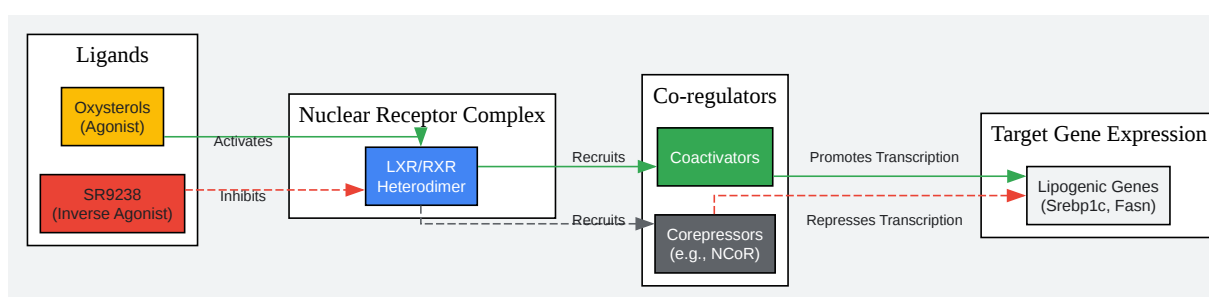 Ligands
Oxysterols
(Agonist)
SR9238
(Inverse Agonist)
Activates
Inhibits
Nuclear Receptor Complex
LXR/RXR
Heterodimer
Recruits
Recruits
Co-regulators
Coactivators
Corepressors
(e.g., NCoR)
Promotes Transcription
Represses Transcription
Target Gene Expression
Lipogenic Genes
(Srebp1c, Fasn)